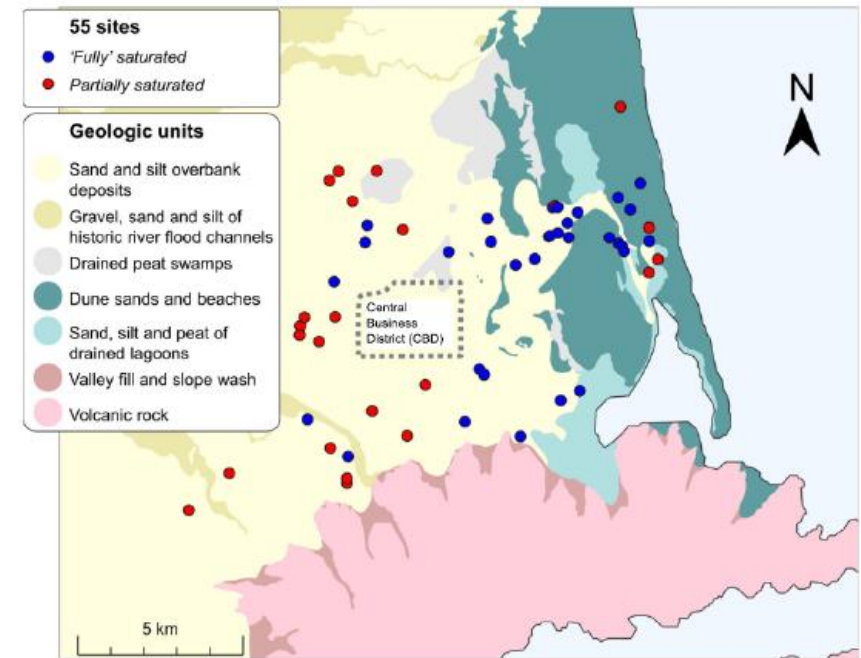 55 sites
'Fully' saturated
Partially saturated
Geologic units
Sand and silt overbank
deposits
Gravel, sand and silt of
historic river flood channels
Drained peat swamps
Dune sands and beaches
Sand, silt and peat of
drained lagoons
Valley fill and slope wash
Volcanic rock
N
Central
Business
District (CBD)
5 km